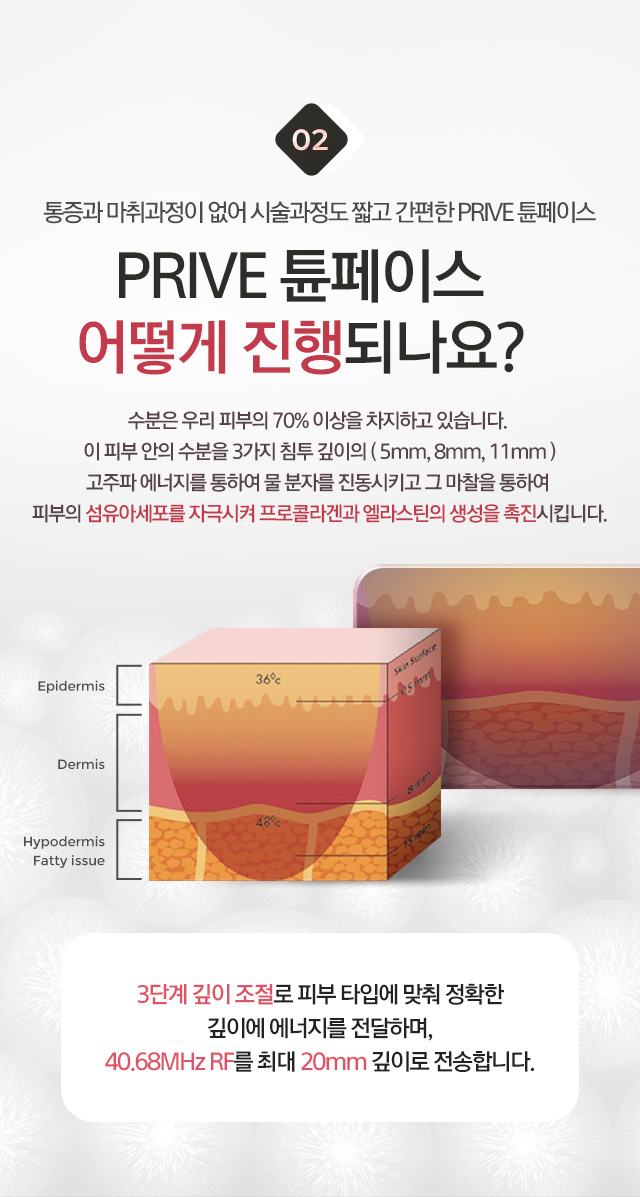 02
통증과 마취과정이 없어 시술과정도 짧고 간편한 PRIVE 튠페이스
PRIVE 튠페이스
어떻게 진행되나요?
수분은 우리 피부의 70% 이상을 차지하고 있습니다.
이 피부 안의 수분을 3가지 침투 깊이의 ( 5mm, 8mm, 11mm )
고주파 에너지를 통하여 물 분자를 진동시키고 그 마찰을 통하여
피부의 섬유아세포를 자극시켜 프로콜라겐과 엘라스틴의 생성을 촉진시킵니다.
Skin Surface
36°c
Epidermis
Dermis
8 mm
48°c
Hypodermis
Fatty issue
15 mm
3단계 깊이 조절로 피부 타입에 맞춰 정확한
깊이에 에너지를 전달하며,
40.68MHz RF를 최대 20mm 깊이로 전송합니다.